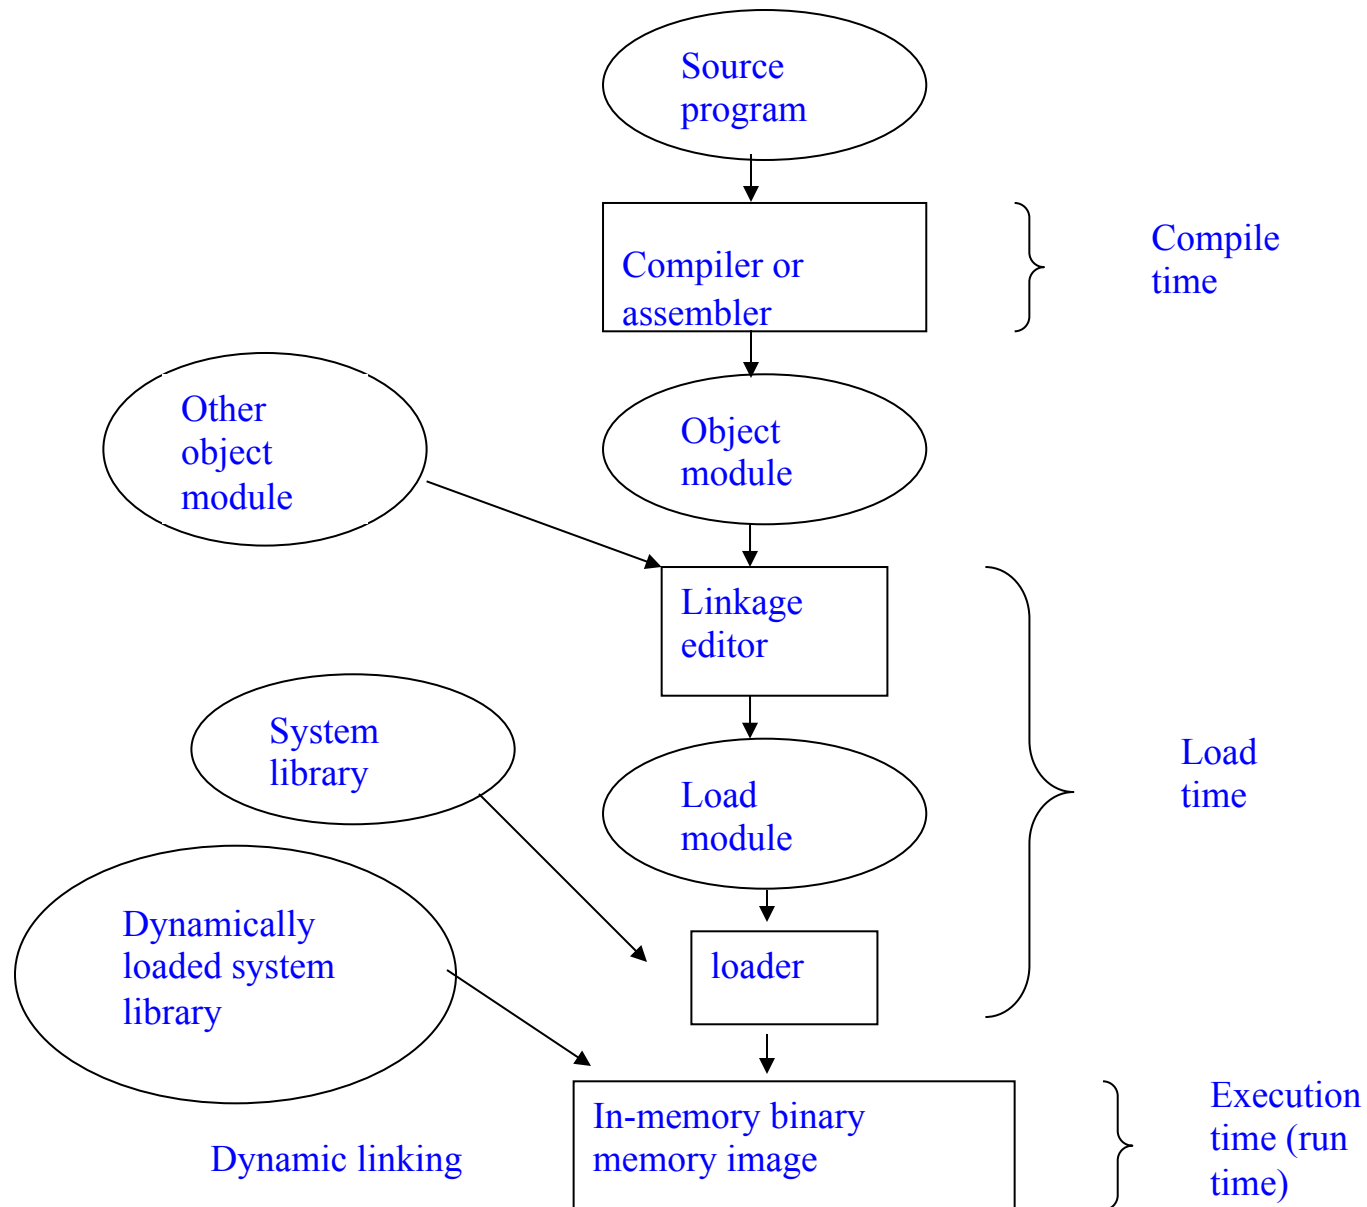 Source
program
Compiler or
assembler
Compile
time
Other
object
module
Object
module
Linkage
editor
System
library
Load
module
Load
time
Dynamically
loaded system
library
loader
In-memory binary
memory image
Dynamic linking
Execution
time (run
time)